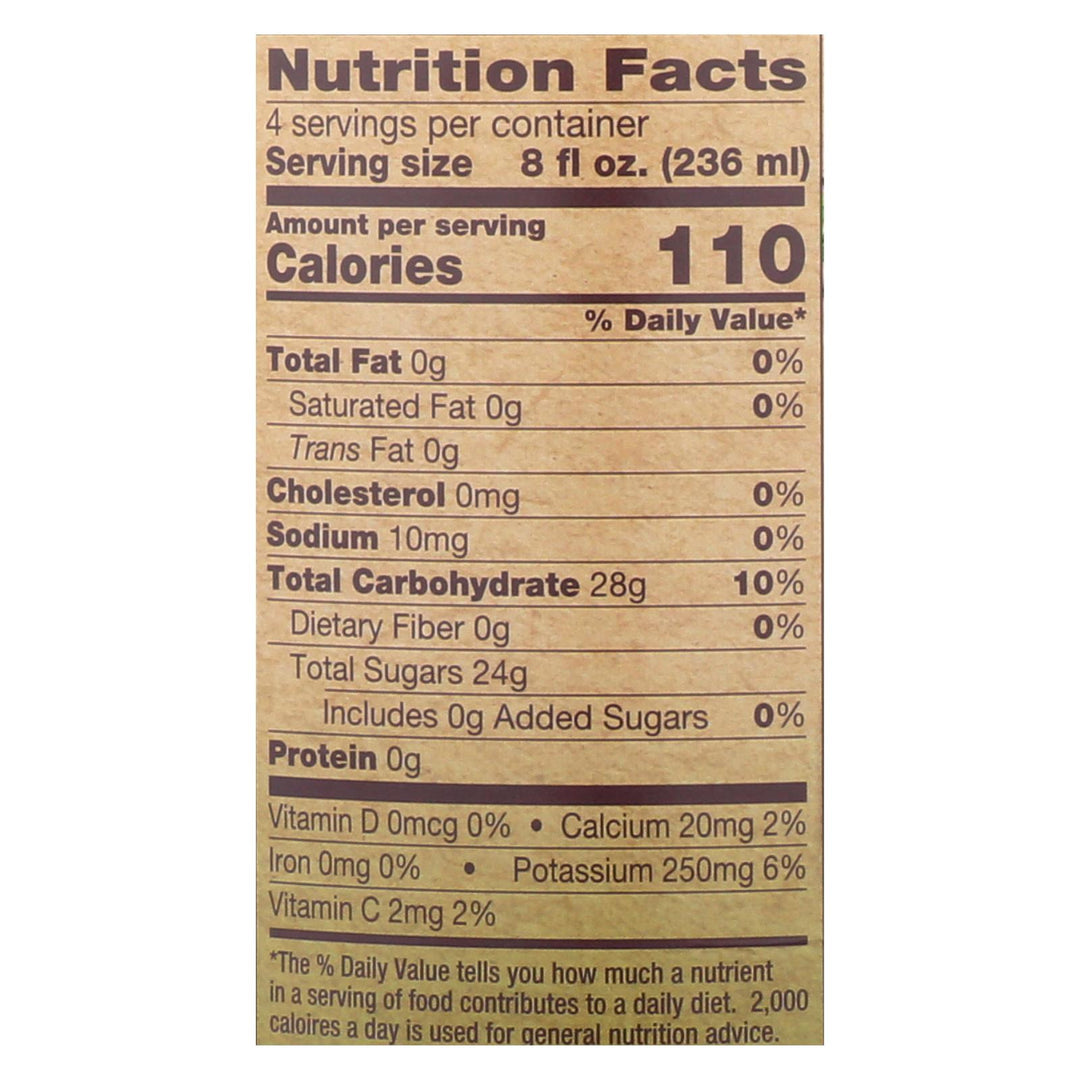 Nutrition Facts
4 servings per container
Serving size 8 fl oz. (236 ml)
Amount per serving
Calories 110
% Daily Value*
Total Fat 0g 0%
Saturated Fat 0g 0%
Trans Fat 0g
Cholesterol 0mg 0%
Sodium 10mg 0%
Total Carbohydrate 28g 10%
Dietary Fiber 0g 0%
Total Sugars 24g
Includes 0g Added Sugars 0%
Protein 0g
Vitamin D 0mcg 0% • Calcium 20mg 2%
Iron 0mg 0% • Potassium 250mg 6%
Vitamin C 2mg 2%
*The % Daily Value tells you how much a nutrient
in a serving of food contributes to a daily diet. 2,000
caloires a day is used for general nutrition advice.